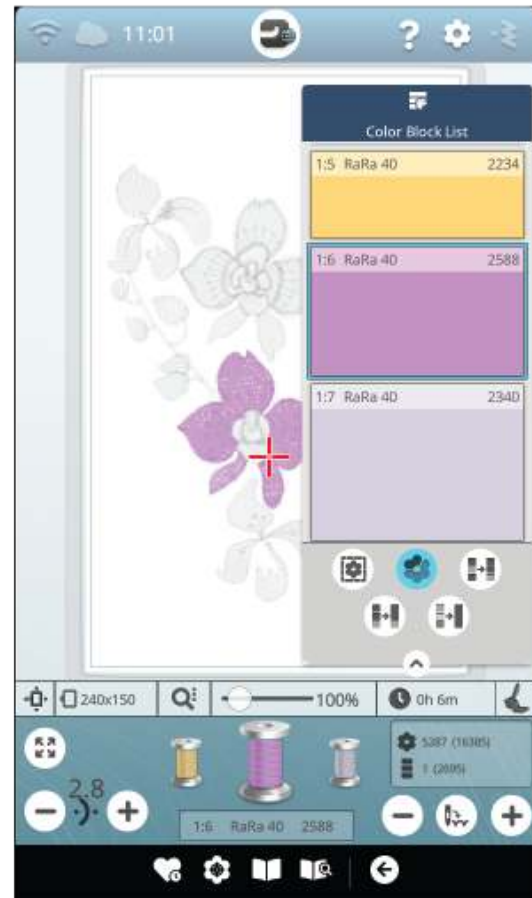 11:01
?
Color Block List
1:5 RaRa 40 2234
1:6 RaRa 40 2588
1:7 RaRa 40 2340
240x150 100% 0h 6m
5387 (16385)
2.8
1 (2695)
1:6 RaRa 40 2588